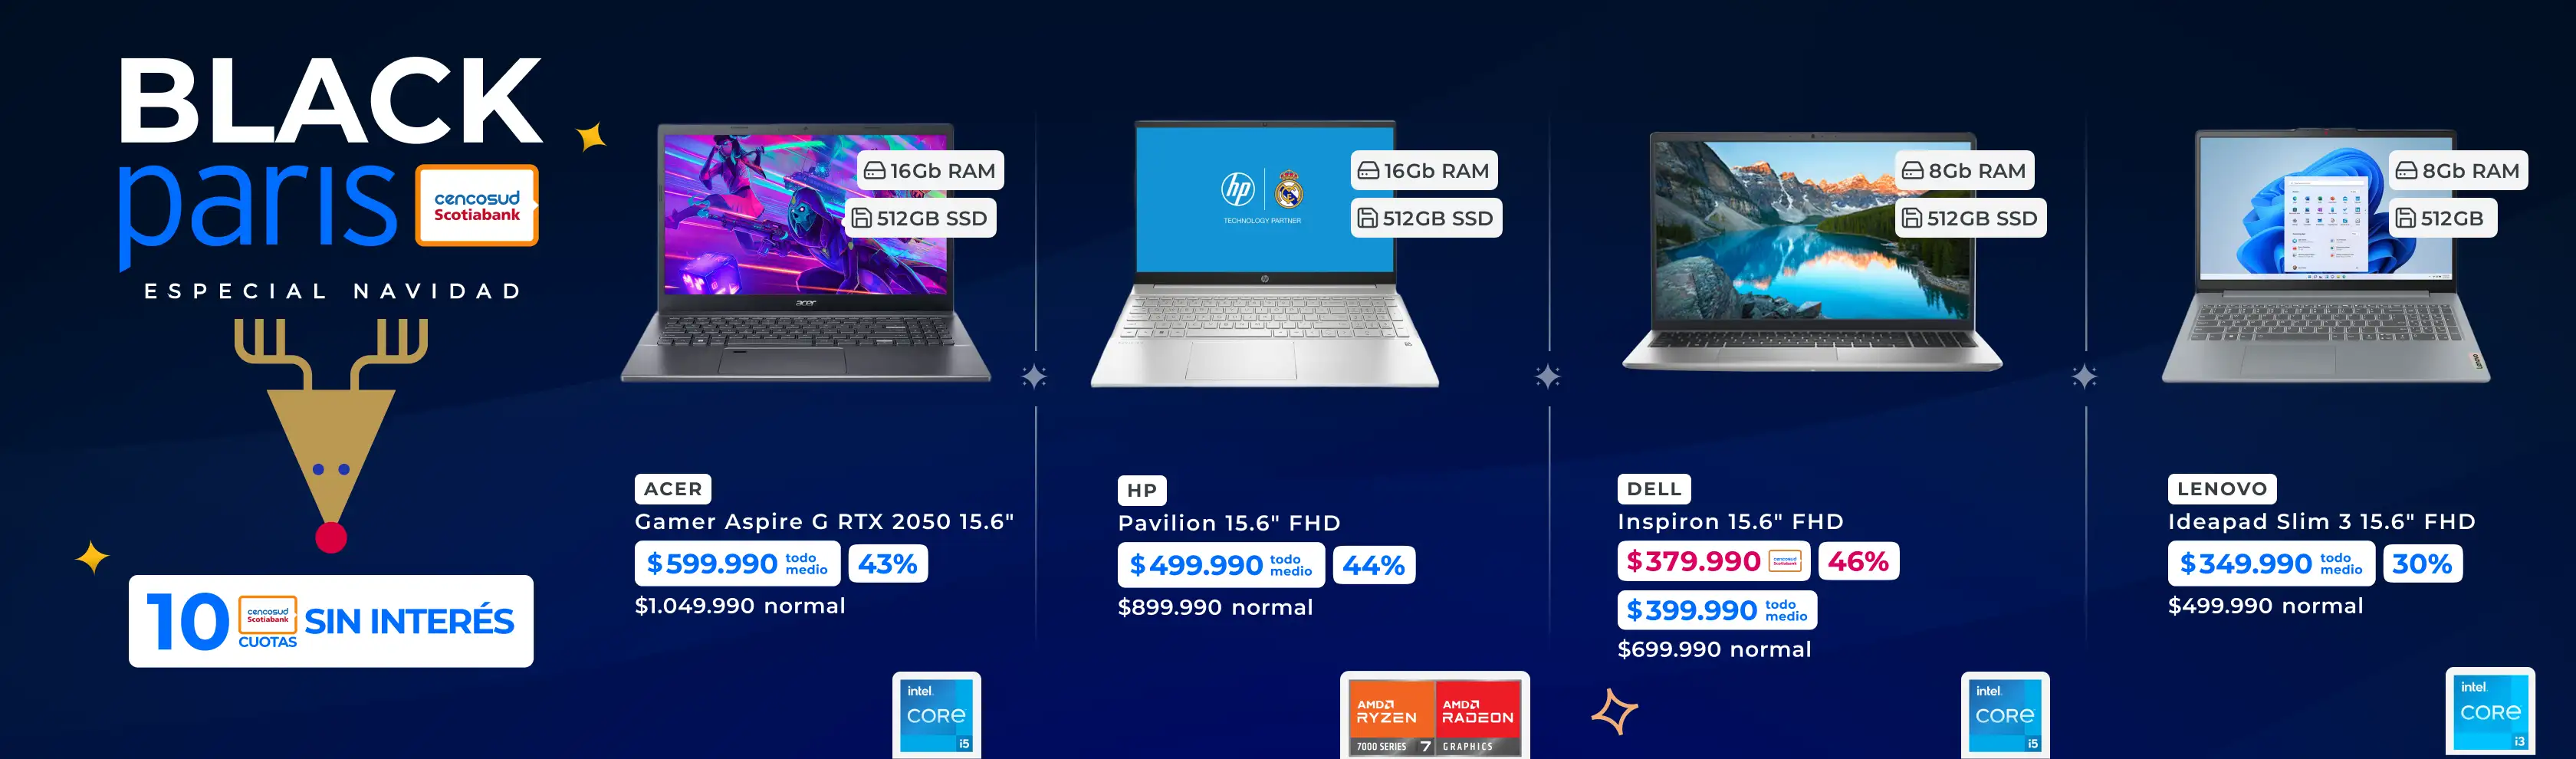 BLACK
paris
cencosud
Scotiabank
ESPECIAL NAVIDAD
10
cencosud
Scotiabank
CUOTAS
SIN INTERÉS
16Gb RAM
512GB SSD
acer
ACER
Gamer Aspire G RTX 2050 15.6"
$599.990 todo medio 43%
$1.049.990 normal
intel.
CORE
i5
hp
TECHNOLOGY PARTNER
16Gb RAM
512GB SSD
HP
Pavilion 15.6" FHD
$499.990 todo medio 44%
$899.990 normal
AMD
RYZEN
7000 SERIES 7
AMD
RADEON
GRAPHICS
8Gb RAM
512GB SSD
DELL
Inspiron 15.6" FHD
$379.990 cencosud Scotiabank 46%
$399.990 todo medio
$699.990 normal
intel.
CORE
i5
8Gb RAM
512GB
Lenovo
LENOVO
Ideapad Slim 3 15.6" FHD
$349.990 todo medio 30%
$499.990 normal
intel.
CORE
i3